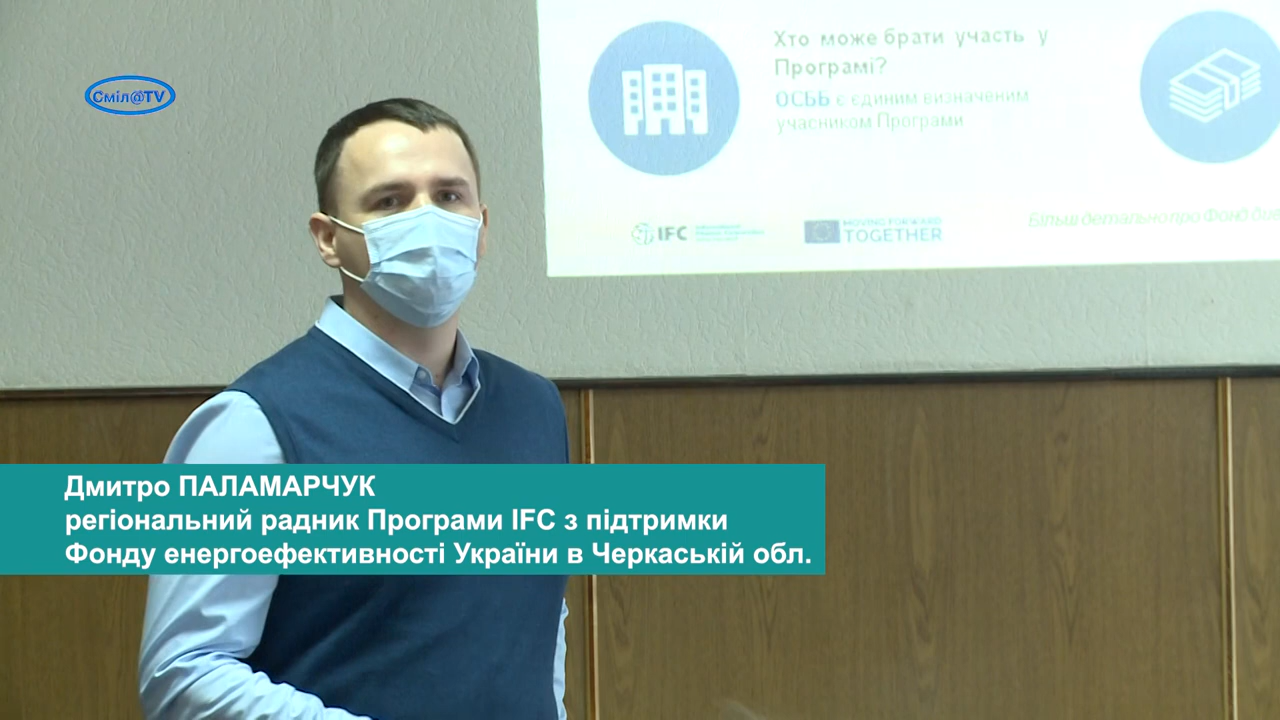 Сміл@TV
Хто може брати участь у
Програмі?
ОСББ є єдиним визначеним
учасником Програми
IFC
MOVING FORWARD
TOGETHER
Більш детально про Фонд
Дмитро ПАЛАМАРЧУК
регіональний радник Програми IFC з підтримки
Фонду енергоефективності України в Черкаській обл.